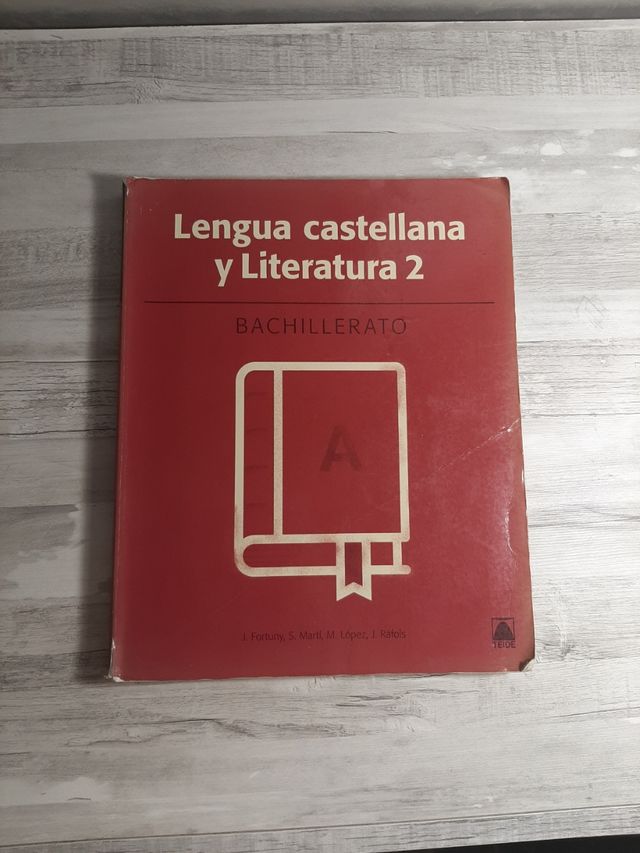 Lengua castellana
y Literatura 2
BACHILLERATO
A
J. Fortuny, S. Martí, M. López, J. Ràfols
TEIDE